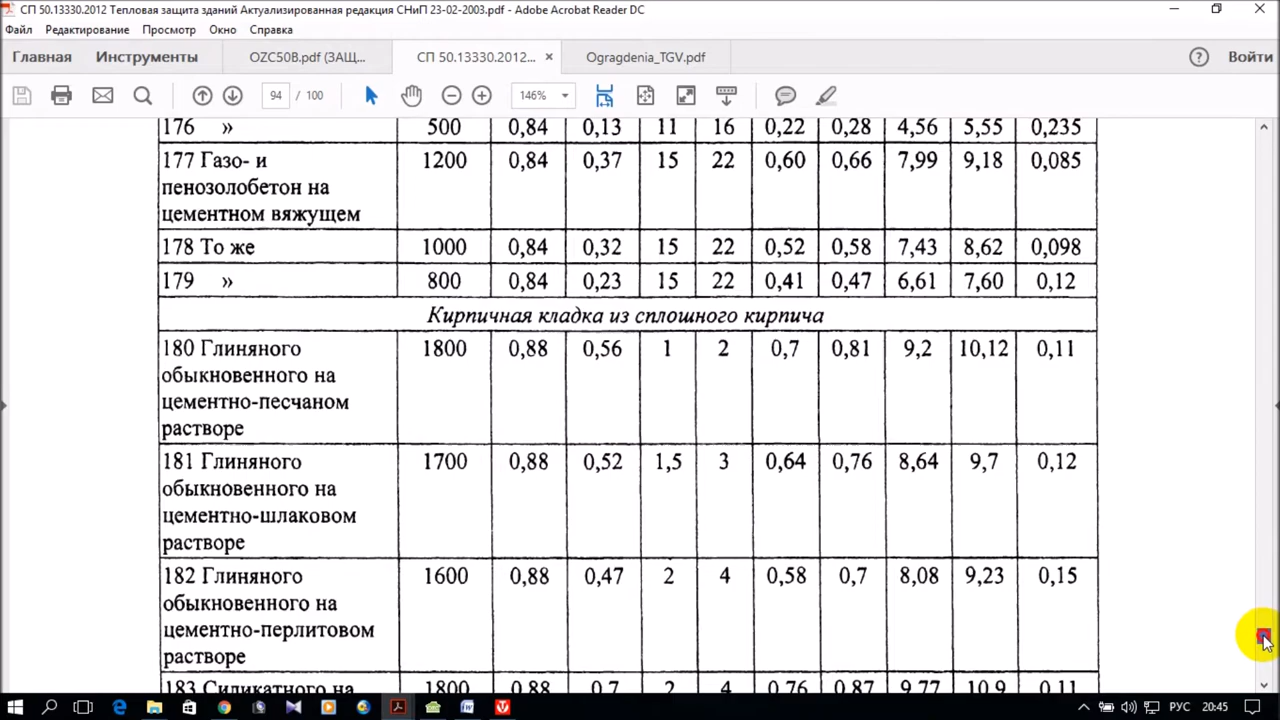 СП 50.13330.2012 Тепловая защита зданий Актуализированная редакция СНиП 23-02-2003.pdf - Adobe Acrobat Reader DC
Файл Редактирование Просмотр Окно Справка
Главная Инструменты OZC50B.pdf (ЗАЩ... СП 50.13330.2012... × Ogragdenia_TGV.pdf ? Войти
94 / 100 146%
176 » 500 0,84 0,13 11 16 0,22 0,28 4,56 5,55 0,235
177 Газо- и 1200 0,84 0,37 15 22 0,60 0,66 7,99 9,18 0,085
пенозолобетон на
цементном вяжущем
178 То же 1000 0,84 0,32 15 22 0,52 0,58 7,43 8,62 0,098
179 » 800 0,84 0,23 15 22 0,41 0,47 6,61 7,60 0,12
Кирпичная кладка из сплошного кирпича
180 Глиняного 1800 0,88 0,56 1 2 0,7 0,81 9,2 10,12 0,11
обыкновенного на
цементно-песчаном
растворе
181 Глиняного 1700 0,88 0,52 1,5 3 0,64 0,76 8,64 9,7 0,12
обыкновенного на
цементно-шлаковом
растворе
182 Глиняного 1600 0,88 0,47 2 4 0,58 0,7 8,08 9,23 0,15
обыкновенного на
цементно-перлитовом
растворе
183 Силикатного на 1800 0,88 0,7 2 4 0,76 0,87 9,77 10,9 0,11
РУС 20:45